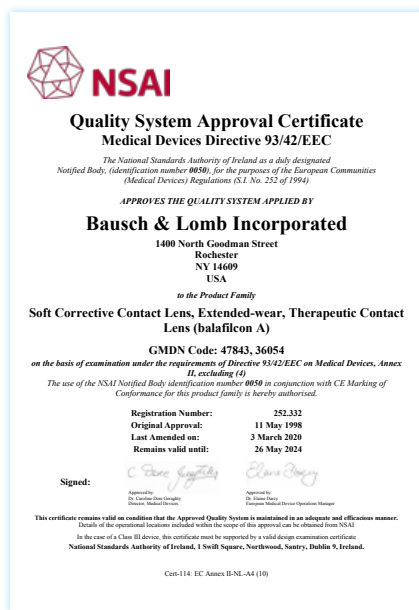 NSAI
Quality System Approval Certificate
Medical Devices Directive 93/42/EEC
The National Standards Authority of Ireland as a duly designated
Notified Body, (identification number 0050), for the purposes of the European Communities
(Medical Devices) Regulations (S.I. No. 252 of 1994)
APPROVES THE QUALITY SYSTEM APPLIED BY
Bausch & Lomb Incorporated
1400 North Goodman Street
Rochester
NY 14609
USA
to the Product Family
Soft Corrective Contact Lens, Extended-wear, Therapeutic Contact
Lens (balafilcon A)
GMDN Code: 47843, 36054
on the basis of examination under the requirements of Directive 93/42/EEC on Medical Devices, Annex
II, excluding (4)
The use of the NSAI Notified Body identification number 0050 in conjunction with CE Marking of
Conformance for this product family is hereby authorised.
Registration Number: 252.332
Original Approval: 11 May 1998
Last Amended on: 3 March 2020
Remains valid until: 26 May 2024
Signed:
Approved by: Approved by:
Dr. Caroline Dore Geraghty Dr. Elaine Darcy
Director, Medical Devices European Medical Device Operations Manager
This certificate remains valid on condition that the Approved Quality System is maintained in an adequate and efficacious manner.
Details of the operational locations included within the scope of this approval can be obtained from NSAI
In the case of a Class III device, this certificate must be supported by a valid design examination certificate
National Standards Authority of Ireland, 1 Swift Square, Northwood, Santry, Dublin 9, Ireland.
Cert-114: EC Annex II-NL-A4 (10)